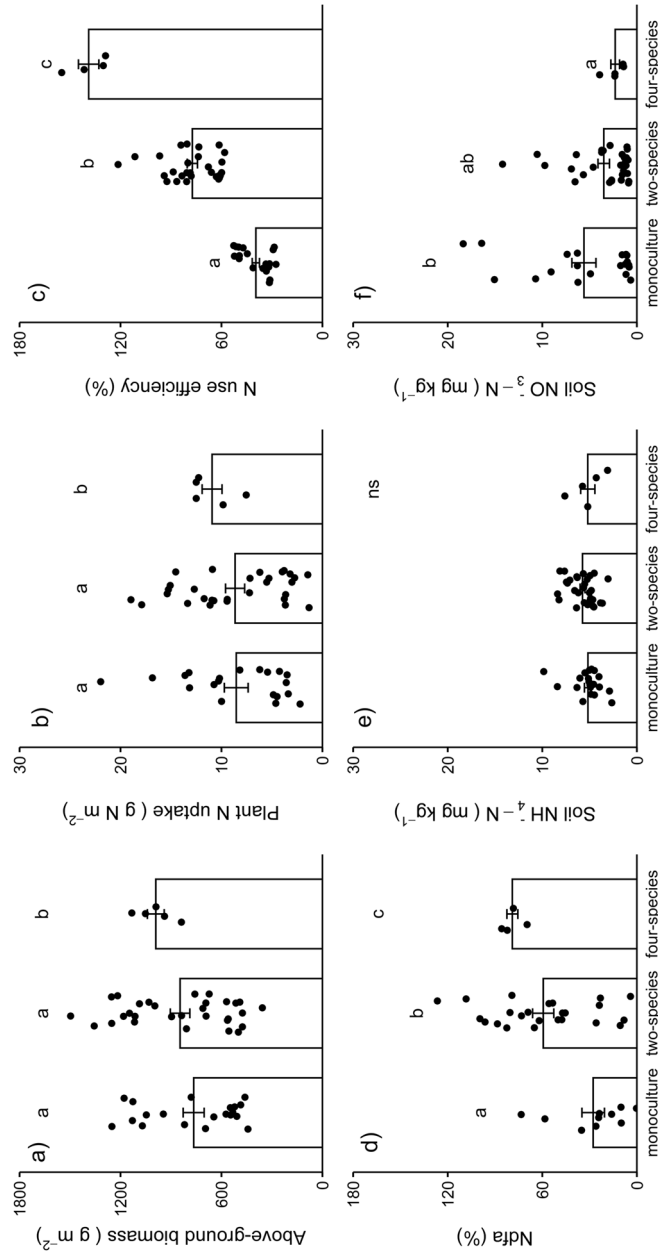 a)
Above-ground biomass ( g m⁻²)
1800
1200
600
0
a
a
b
b)
Plant N uptake ( g N m⁻²)
30
20
10
0
a
a
b
c)
N use efficiency (%)
180
120
60
0
a
b
c
d)
Ndfa (%)
180
120
60
0
a
b
c
monoculture two-species four-species
e)
Soil NH₄⁻ – N ( mg kg⁻¹)
30
20
10
0
ns
monoculture two-species four-species
f)
Soil NO₃⁻ – N ( mg kg⁻¹)
30
20
10
0
b
ab
a
monoculture two-species four-species